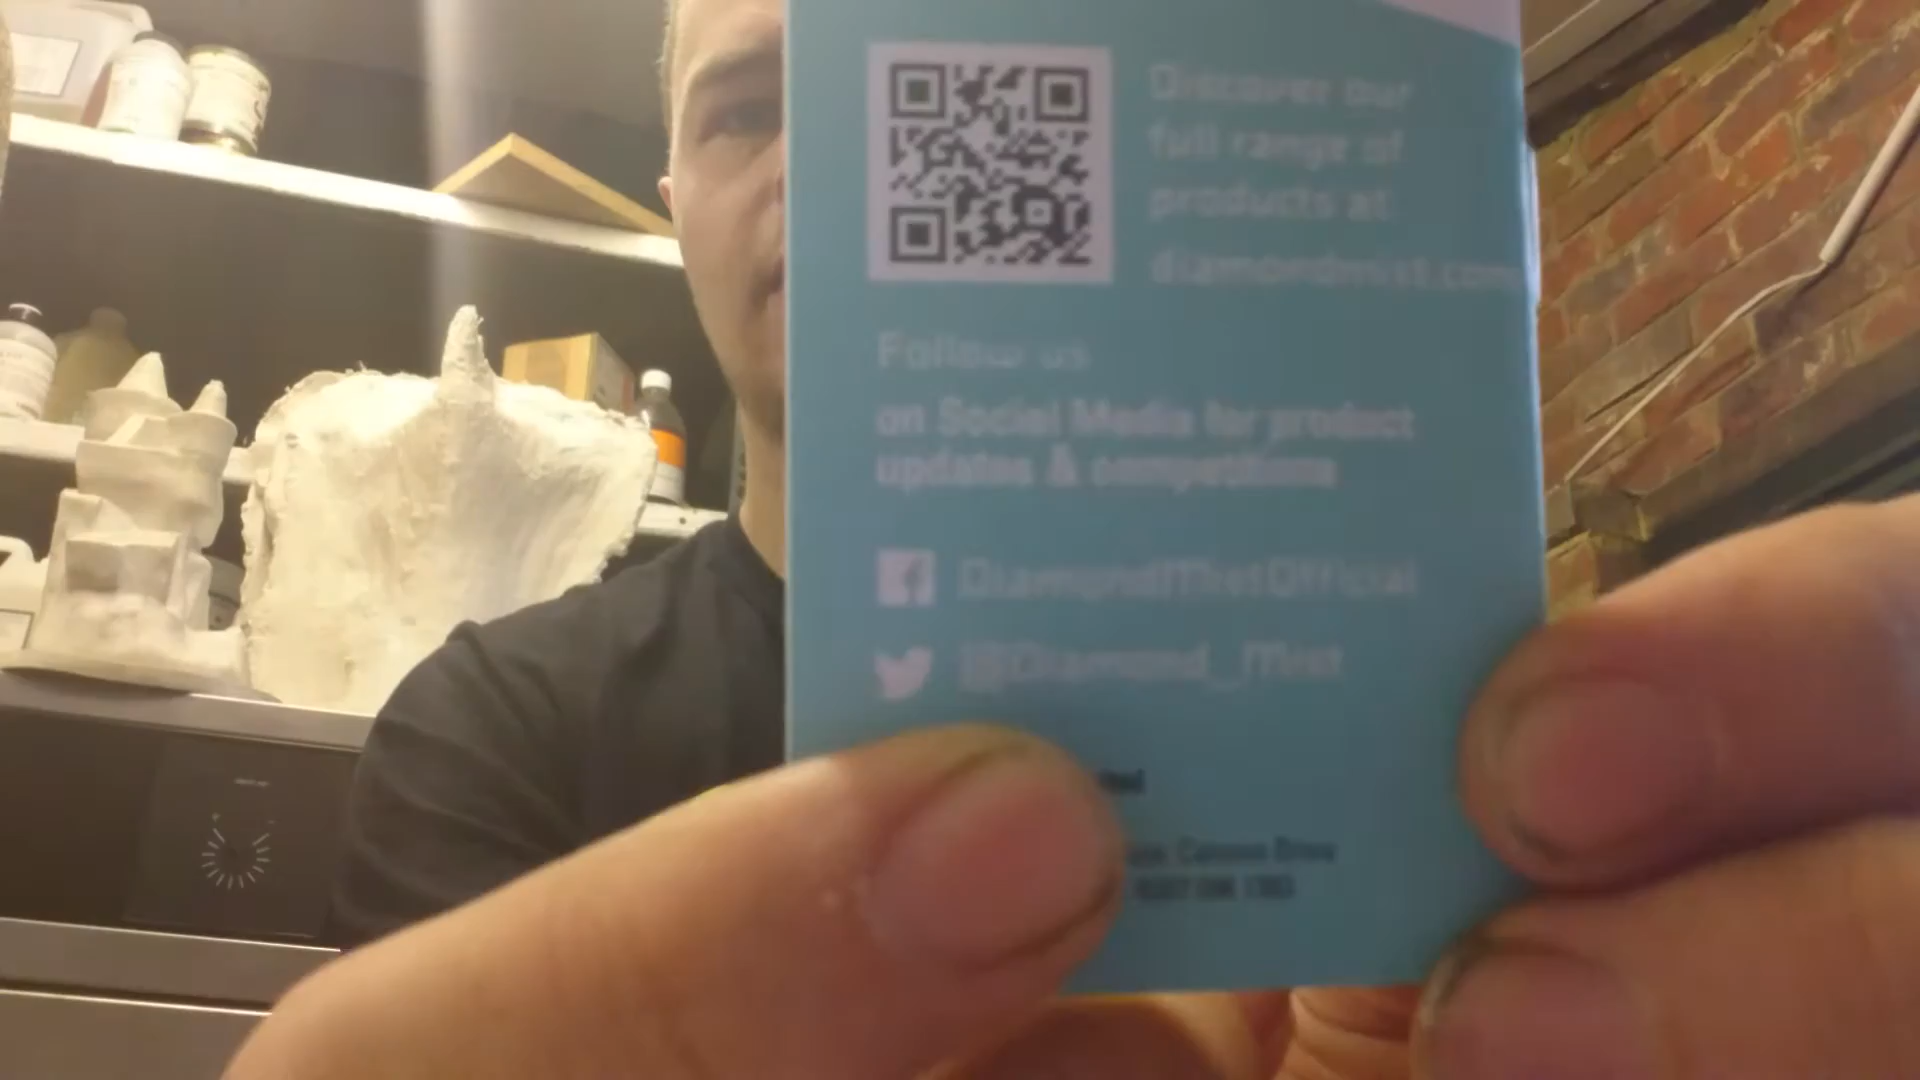 Discover our
full range of
products at
diamondmist.com
Follow us
on Social Media for product
updates & competitions
DiamondMistOfficial
@Diamond_Mist
Drive